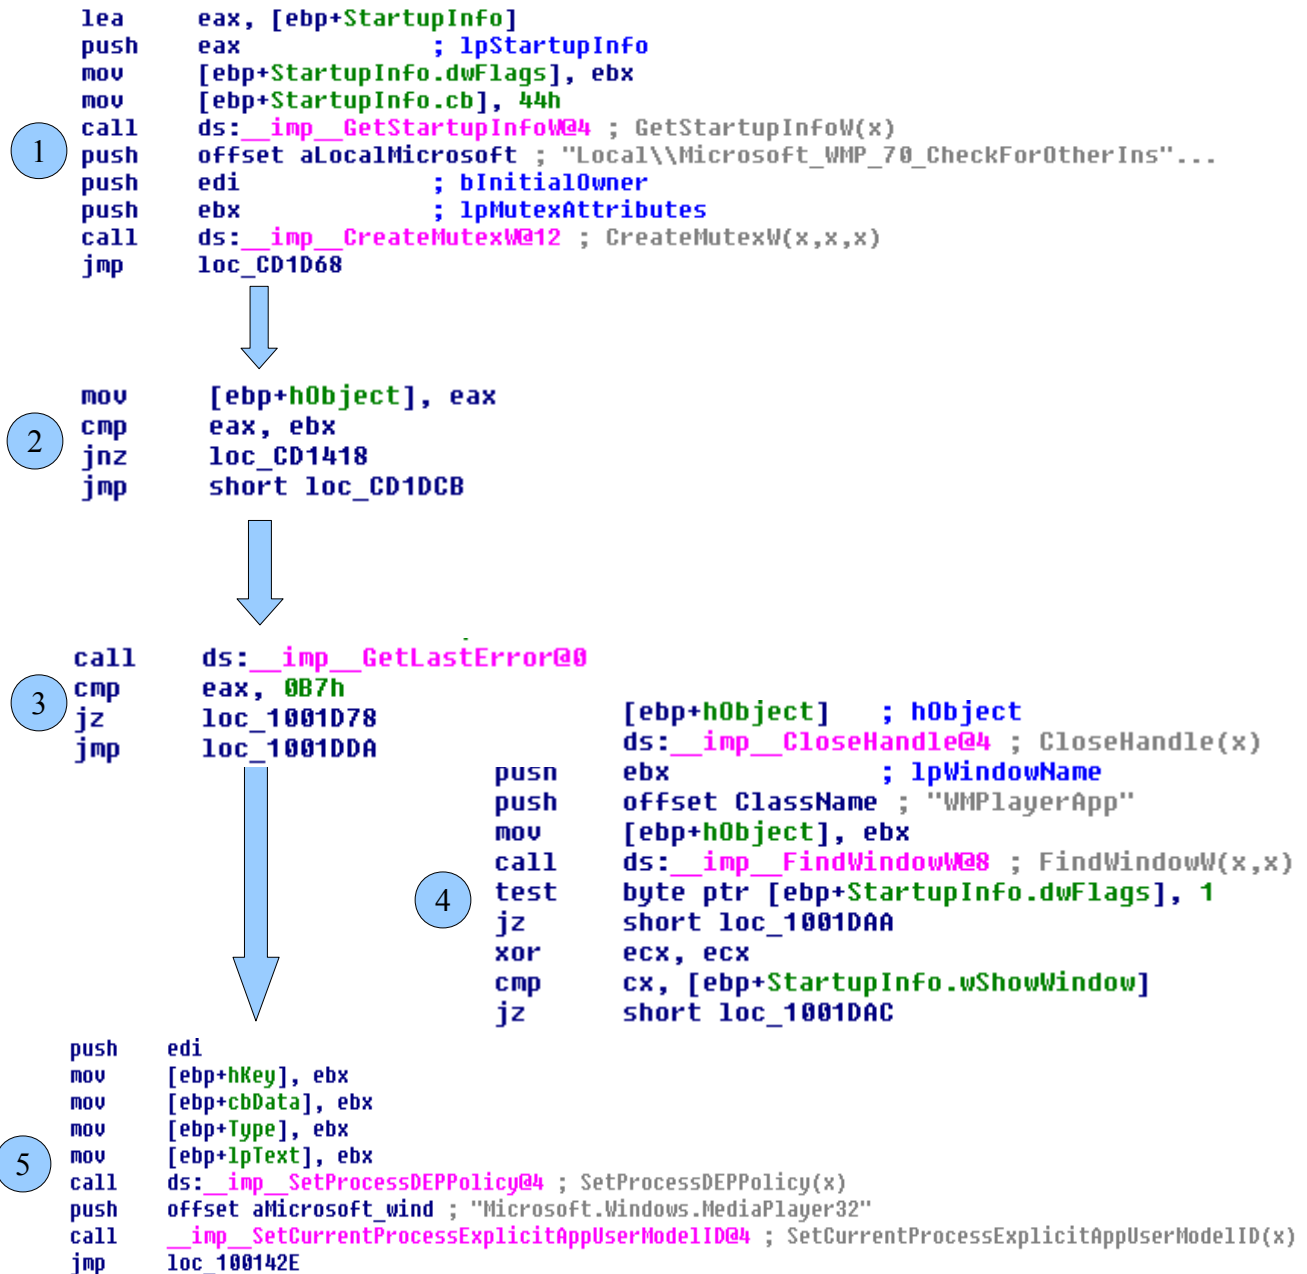 lea eax, [ebp+StartupInfo]
push eax ; lpStartupInfo
mov [ebp+StartupInfo.dwFlags], ebx
mov [ebp+StartupInfo.cb], 44h
call ds:__imp__GetStartupInfoW@4 ; GetStartupInfoW(x)
1
push offset aLocalMicrosoft ; "Local\\Microsoft_WMP_70_CheckForOtherIns"...
push edi ; bInitialOwner
push ebx ; lpMutexAttributes
call ds:__imp__CreateMutexW@12 ; CreateMutexW(x,x,x)
jmp loc_CD1D68
mov [ebp+hObject], eax
cmp eax, ebx
2
jnz loc_CD1418
jmp short loc_CD1DCB
call ds:__imp__GetLastError@0
cmp eax, 0B7h
3
jz loc_1001D78
jmp loc_1001DDA
[ebp+hObject] ; hObject
ds:__imp__CloseHandle@4 ; CloseHandle(x)
push ebx ; lpWindowName
push offset ClassName ; "WMPlayerApp"
mov [ebp+hObject], ebx
call ds:__imp__FindWindowW@8 ; FindWindowW(x,x)
4
test byte ptr [ebp+StartupInfo.dwFlags], 1
jz short loc_1001DAA
xor ecx, ecx
cmp cx, [ebp+StartupInfo.wShowWindow]
jz short loc_1001DAC
push edi
mov [ebp+hKey], ebx
mov [ebp+cbData], ebx
mov [ebp+Type], ebx
mov [ebp+lpText], ebx
5
call ds:__imp__SetProcessDEPPolicy@4 ; SetProcessDEPPolicy(x)
push offset aMicrosoft_wind ; "Microsoft.Windows.MediaPlayer32"
call __imp__SetCurrentProcessExplicitAppUserModelID@4 ; SetCurrentProcessExplicitAppUserModelID(x)
jmp loc_100142E